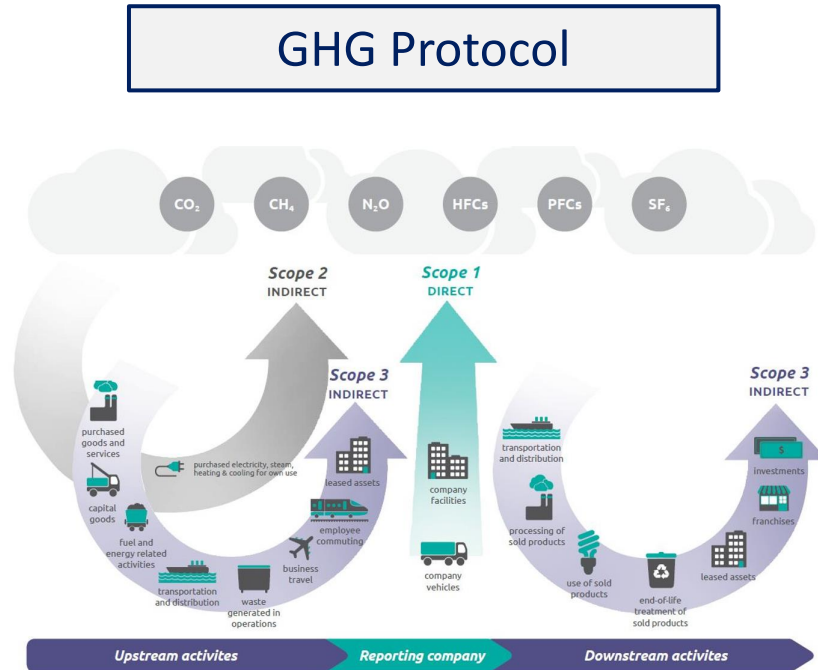 GHG Protocol
CO₂
CH₄
N₂O
HFCs
PFCs
SF₆
Scope 2
INDIRECT
Scope 1
DIRECT
Scope 3
INDIRECT
Scope 3
INDIRECT
purchased
goods and
services
capital
goods
fuel and
energy related
activities
purchased electricity, steam,
heating & cooling for own use
transportation
and distribution
waste
generated in
operations
business
travel
employee
commuting
leased assets
company
facilities
company
vehicles
transportation
and distribution
processing of
sold products
use of sold
products
end-of-life
treatment of
sold products
leased assets
franchises
$
investments
Upstream activites
Reporting company
Downstream activites